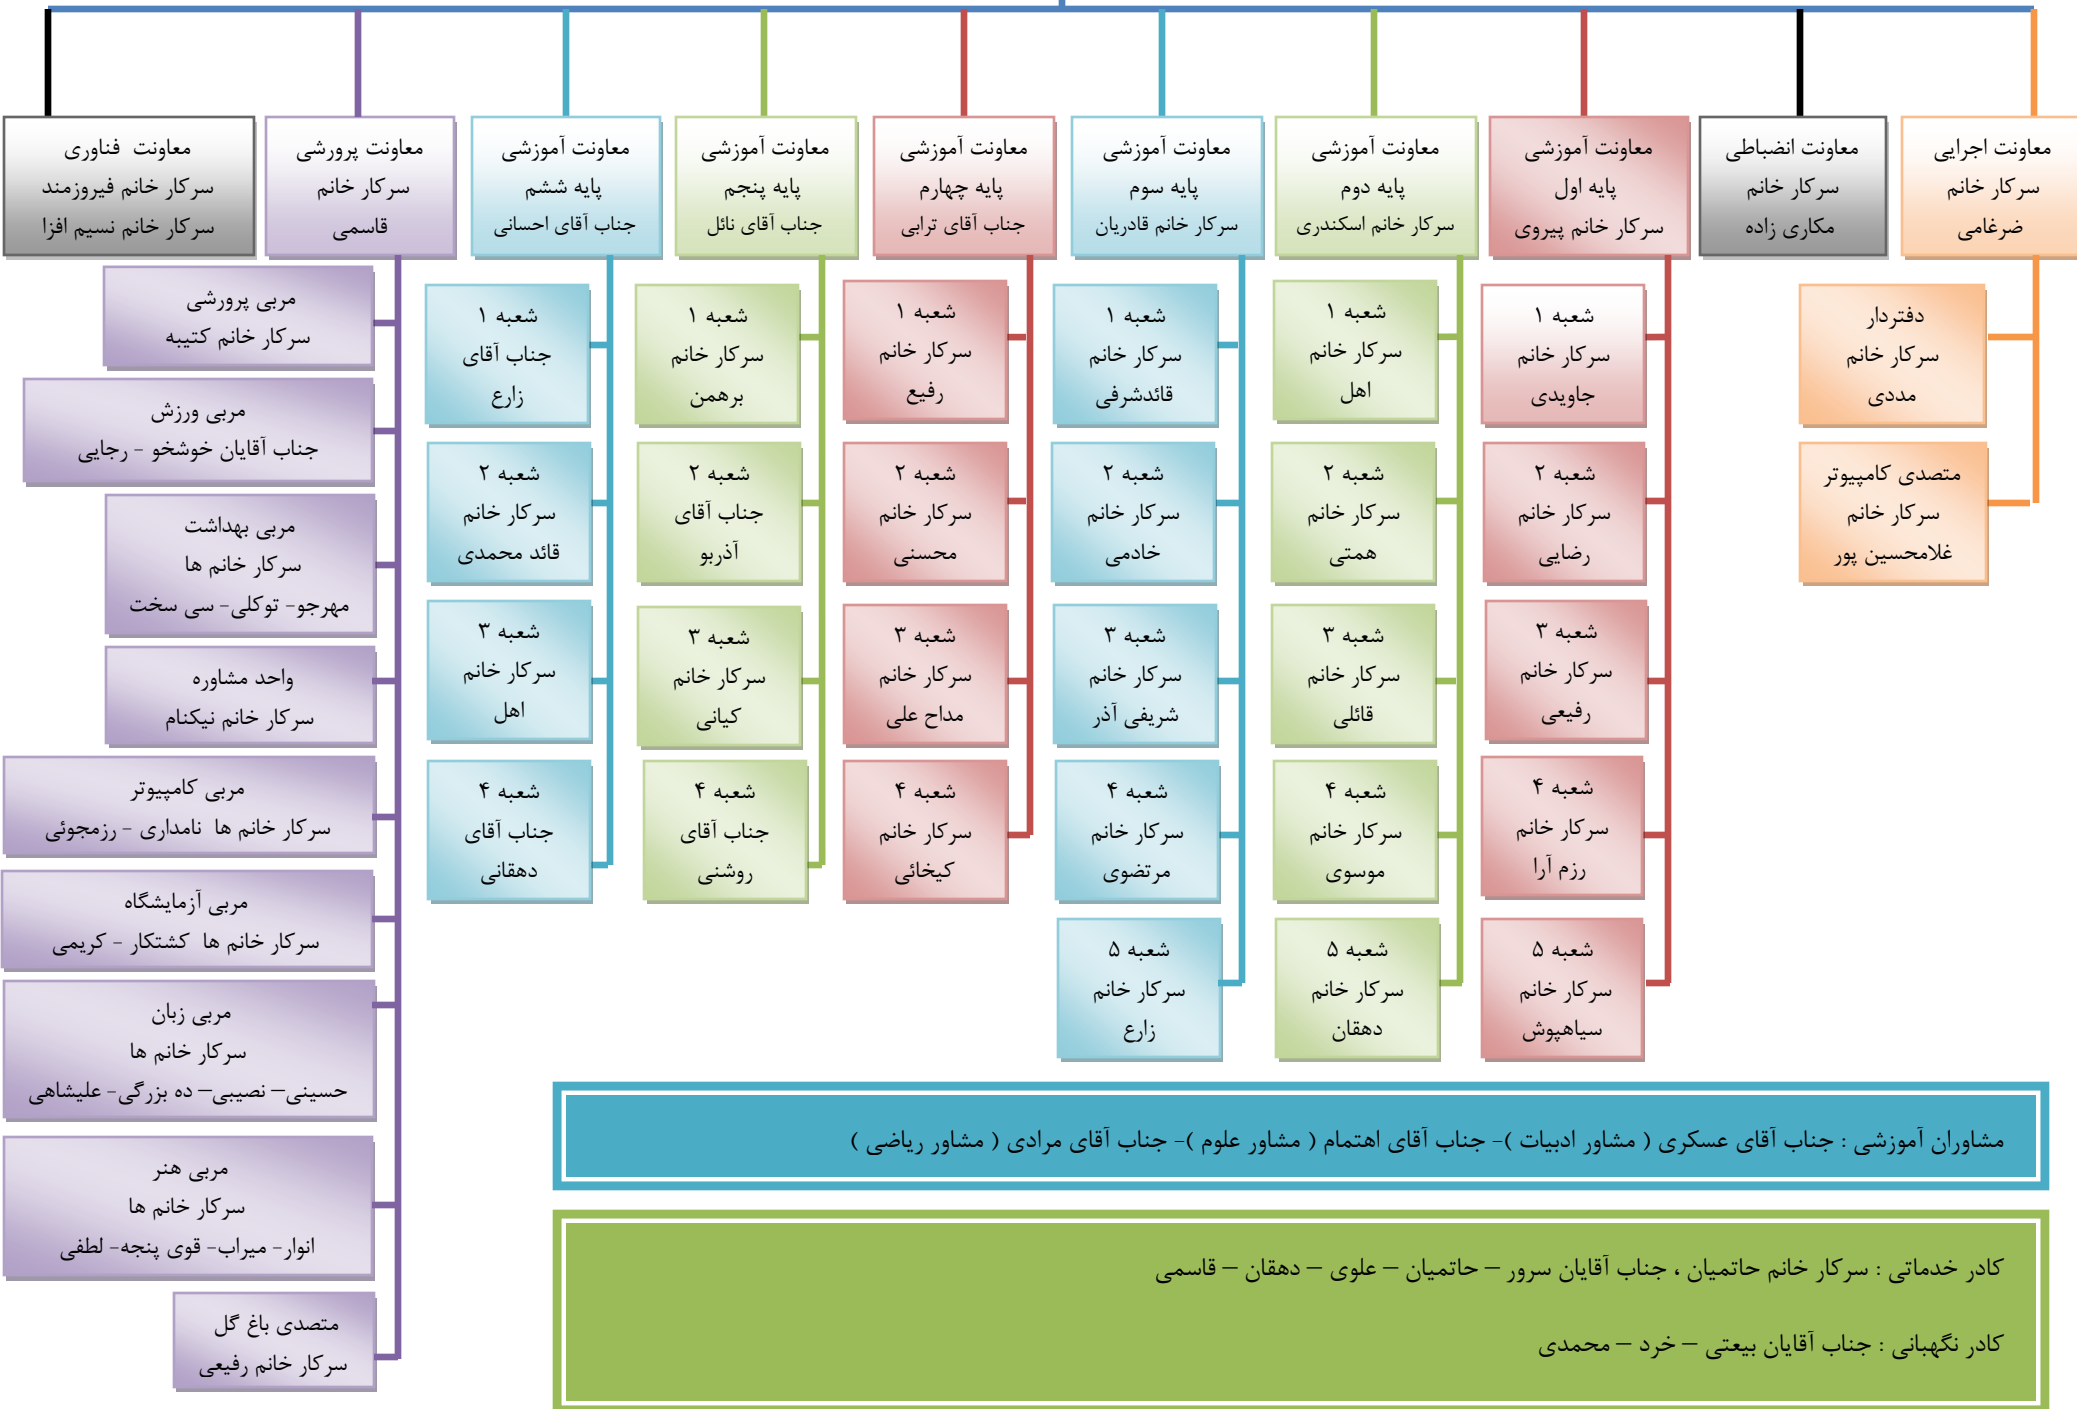 معاونت اجرایی
سرکار خانم
ضرغامی
دفتردار
سرکار خانم
مددی
متصدی کامپیوتر
سرکار خانم
غلامحسین پور
معاونت انضباطی
سرکار خانم
مکاری زاده
معاونت آموزشی
پایه اول
سرکار خانم پیروی
شعبه ۱
سرکار خانم
جاویدی
شعبه ۲
سرکار خانم
رضایی
شعبه ۳
سرکار خانم
رفیعی
شعبه ۴
سرکار خانم
رزم آرا
شعبه ۵
سرکار خانم
سیاهپوش
معاونت آموزشی
پایه دوم
سرکار خانم اسکندری
شعبه ۱
سرکار خانم
اهل
شعبه ۲
سرکار خانم
همتی
شعبه ۳
سرکار خانم
قائلی
شعبه ۴
سرکار خانم
موسوی
شعبه ۵
سرکار خانم
دهقان
معاونت آموزشی
پایه سوم
سرکار خانم قادریان
شعبه ۱
سرکار خانم
قائدشرفی
شعبه ۲
سرکار خانم
خادمی
شعبه ۳
سرکار خانم
شریفی آذر
شعبه ۴
سرکار خانم
مرتضوی
شعبه ۵
سرکار خانم
زارع
معاونت آموزشی
پایه چهارم
جناب آقای ترابی
شعبه ۱
سرکار خانم
رفیع
شعبه ۲
سرکار خانم
محسنی
شعبه ۳
سرکار خانم
مداح علی
شعبه ۴
سرکار خانم
کیخائی
معاونت آموزشی
پایه پنجم
جناب آقای نائل
شعبه ۱
سرکار خانم
برهمن
شعبه ۲
جناب آقای
آذربو
شعبه ۳
سرکار خانم
کیانی
شعبه ۴
جناب آقای
روشنی
معاونت آموزشی
پایه ششم
جناب آقای احسانی
شعبه ۱
جناب آقای
زارع
شعبه ۲
سرکار خانم
قائد محمدی
شعبه ۳
سرکار خانم
اهل
شعبه ۴
جناب آقای
دهقانی
معاونت پرورشی
سرکار خانم
قاسمی
مربی پرورشی
سرکار خانم کتیبه
مربی ورزش
جناب آقایان خوشخو - رجایی
مربی بهداشت
سرکار خانم ها
مهرجو- توکلی- سی سخت
واحد مشاوره
سرکار خانم نیکنام
مربی کامپیوتر
سرکار خانم ها نامداری - رزمجوئی
مربی آزمایشگاه
سرکار خانم ها کشتکار - کریمی
مربی زبان
سرکار خانم ها
حسینی– نصیبی– ده بزرگی- علیشاهی
مربی هنر
سرکار خانم ها
انوار- میراب- قوی پنجه- لطفی
متصدی باغ گل
سرکار خانم رفیعی
معاونت فناوری
سرکار خانم فیروزمند
سرکار خانم نسیم افزا
مشاوران آموزشی : جناب آقای عسکری ( مشاور ادبیات )- جناب آقای اهتمام ( مشاور علوم )- جناب آقای مرادی ( مشاور ریاضی )
کادر خدماتی : سرکار خانم حاتمیان ، جناب آقایان سرور – حاتمیان – علوی – دهقان – قاسمی
کادر نگهبانی : جناب آقایان بیعتی – خرد – محمدی